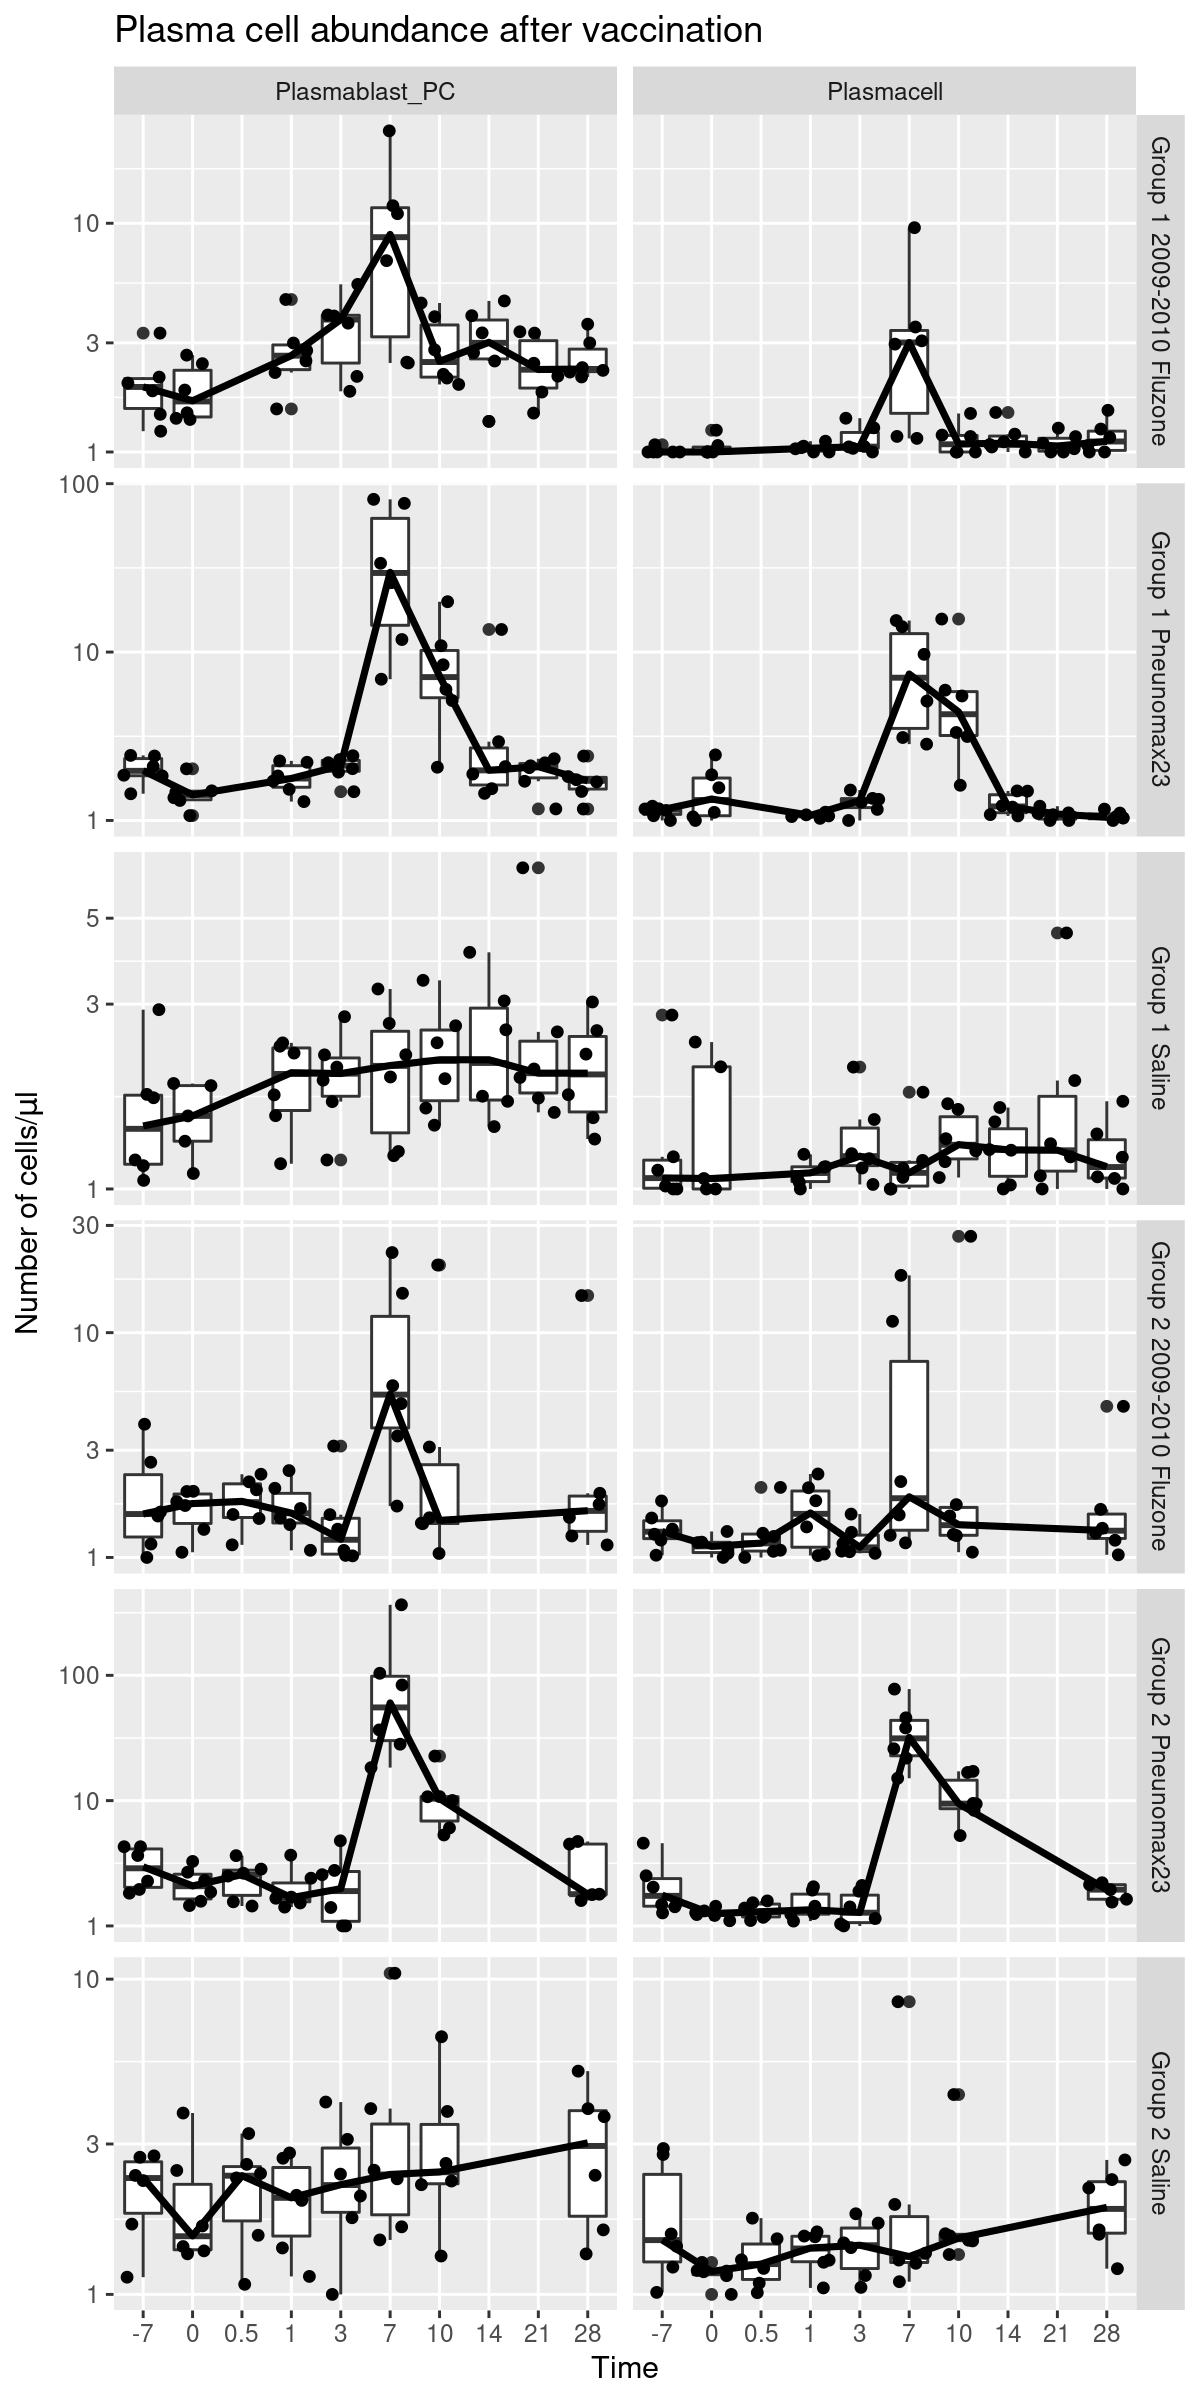 Plasma cell abundance after vaccination
Plasmablast_PC
Plasmacell
10
3
1
Group 1 2009-2010 Fluzone
100
10
1
Group 1 Pneumomax23
5
3
1
Group 1 Saline
Number of cells/µl
30
10
3
1
Group 2 2009-2010 Fluzone
100
10
1
Group 2 Pneumomax23
10
3
1
Group 2 Saline
-7 0 0.5 1 3 7 10 14 21 28
-7 0 0.5 1 3 7 10 14 21 28
Time